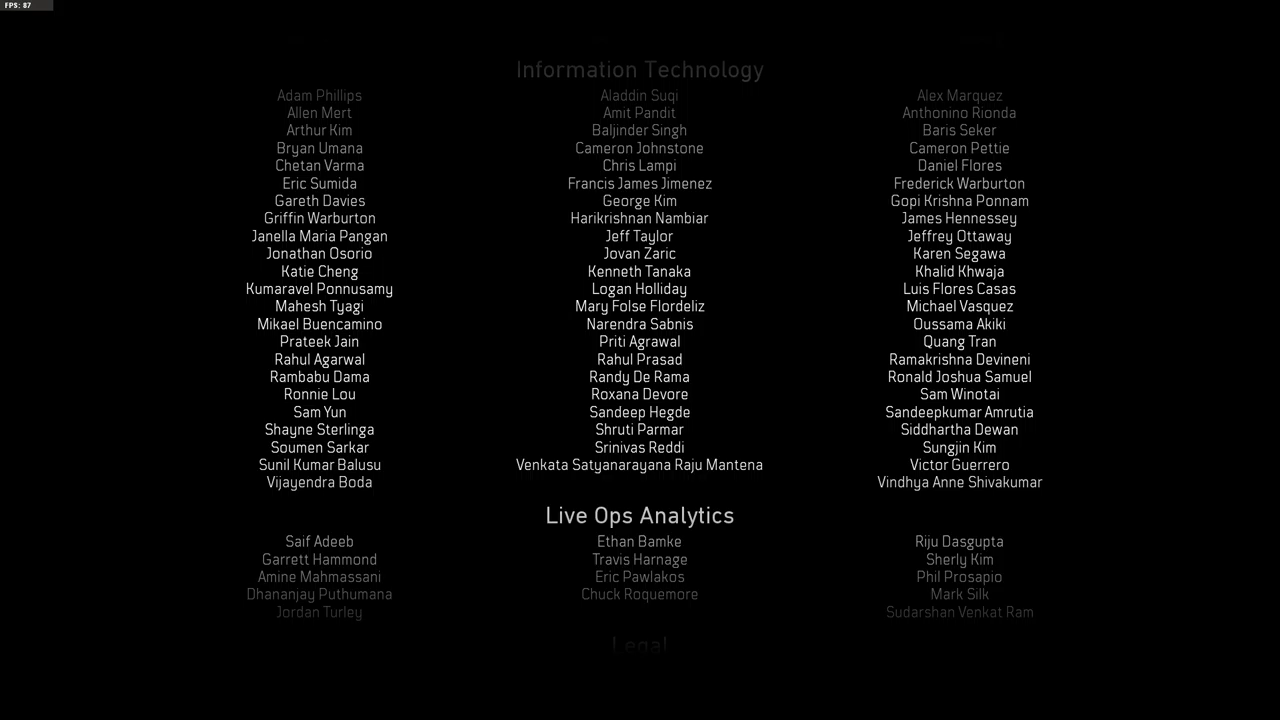 FPS: 87
Information Technology
Adam Phillips Aladdin Suqi Alex Marquez
Allen Mert Amit Pandit Anthonino Rionda
Arthur Kim Baljinder Singh Baris Seker
Bryan Umana Cameron Johnstone Cameron Pettie
Chetan Varma Chris Lampi Daniel Flores
Eric Sumida Francis James Jimenez Frederick Warburton
Gareth Davies George Kim Gopi Krishna Ponnam
Griffin Warburton Harikrishnan Nambiar James Hennessey
Janella Maria Pangan Jeff Taylor Jeffrey Ottaway
Jonathan Osorio Jovan Zaric Karen Segawa
Katie Cheng Kenneth Tanaka Khalid Khwaja
Kumaravel Ponnusamy Logan Holliday Luis Flores Casas
Mahesh Tyagi Mary Folse Flordeliz Michael Vasquez
Mikael Buencamino Narendra Sabnis Oussama Akiki
Prateek Jain Priti Agrawal Quang Tran
Rahul Agarwal Rahul Prasad Ramakrishna Devineni
Rambabu Dama Randy De Rama Ronald Joshua Samuel
Ronnie Lou Roxana Devore Sam Winotai
Sam Yun Sandeep Hegde Sandeepkumar Amrutia
Shayne Sterlinga Shruti Parmar Siddhartha Dewan
Soumen Sarkar Srinivas Reddi Sungjin Kim
Sunil Kumar Balusu Venkata Satyanarayana Raju Mantena Victor Guerrero
Vijayendra Boda Vindhya Anne Shivakumar
Live Ops Analytics
Saif Adeeb Ethan Bamke Riju Dasgupta
Garrett Hammond Travis Harnage Sherly Kim
Amine Mahmassani Eric Pawlakos Phil Prosapio
Dhananjay Puthumana Chuck Roquemore Mark Silk
Jordan Turley Sudarshan Venkat Ram
Legal